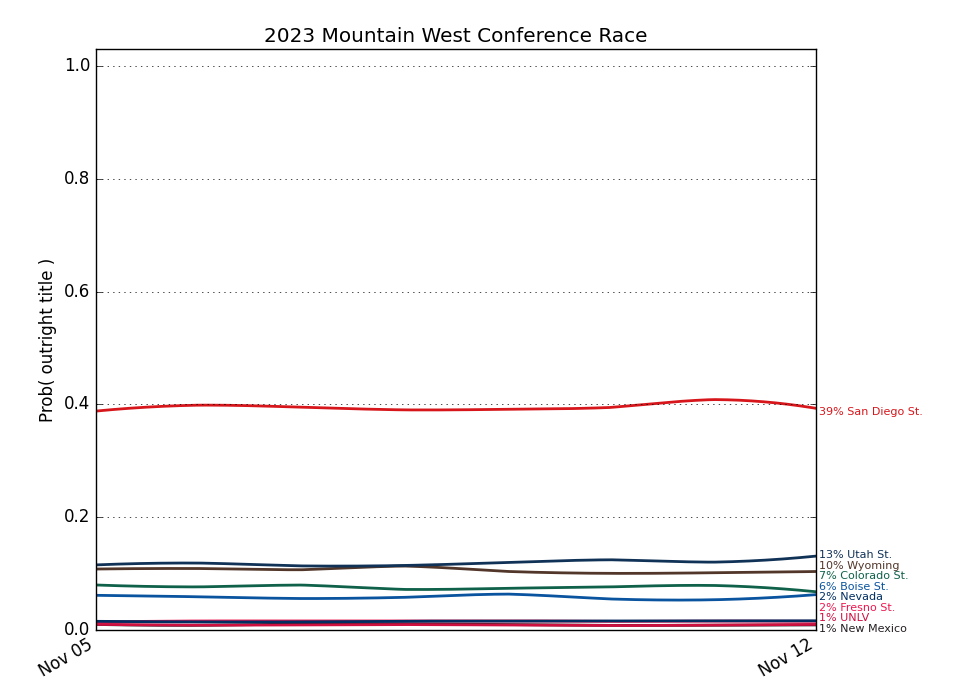 2023 Mountain West Conference Race
1.0
0.8
0.6
0.4
0.2
0.0
Prob( outright title )
39% San Diego St.
13% Utah St.
10% Wyoming
7% Colorado St.
6% Boise St.
2% Nevada
2% Fresno St.
1% UNLV
1% New Mexico
Nov 05
Nov 12